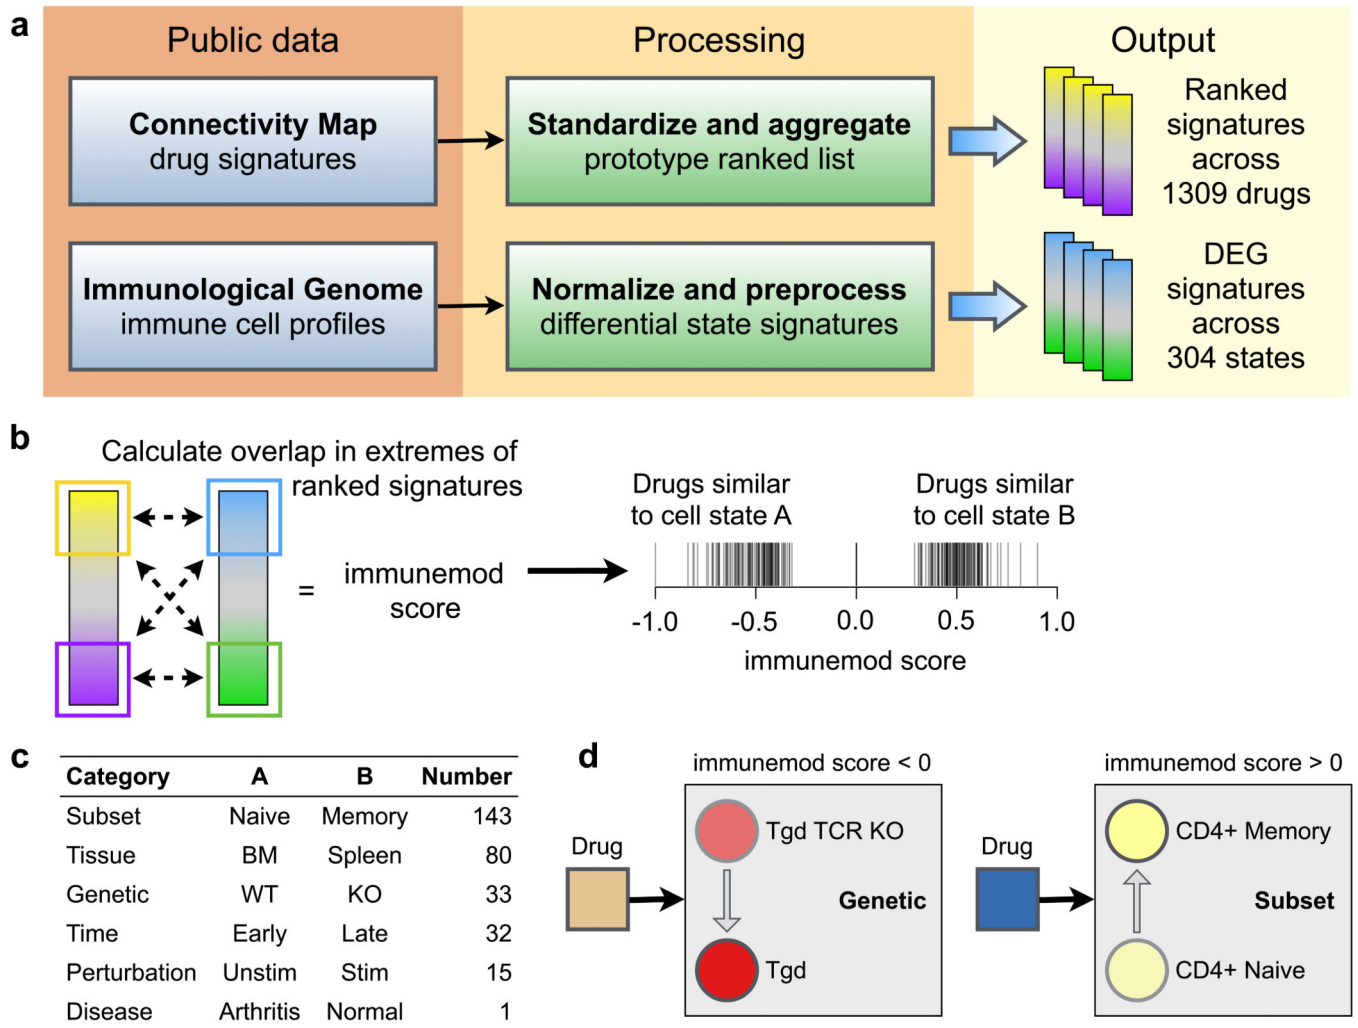 a
Public data
Processing
Output
Connectivity Map
drug signatures
Standardize and aggregate
prototype ranked list
Ranked
signatures
across
1309 drugs
Immunological Genome
immune cell profiles
Normalize and preprocess
differential state signatures
DEG
signatures
across
304 states
b
Calculate overlap in extremes of
ranked signatures
=
immunemod
score
Drugs similar
to cell state A
Drugs similar
to cell state B
-1.0 -0.5 0.0 0.5 1.0
immunemod score
c
Category A B Number
Subset Naive Memory 143
Tissue BM Spleen 80
Genetic WT KO 33
Time Early Late 32
Perturbation Unstim Stim 15
Disease Arthritis Normal 1
d
immunemod score < 0
Drug
Tgd TCR KO
Genetic
Tgd
immunemod score > 0
Drug
CD4+ Memory
Subset
CD4+ Naive